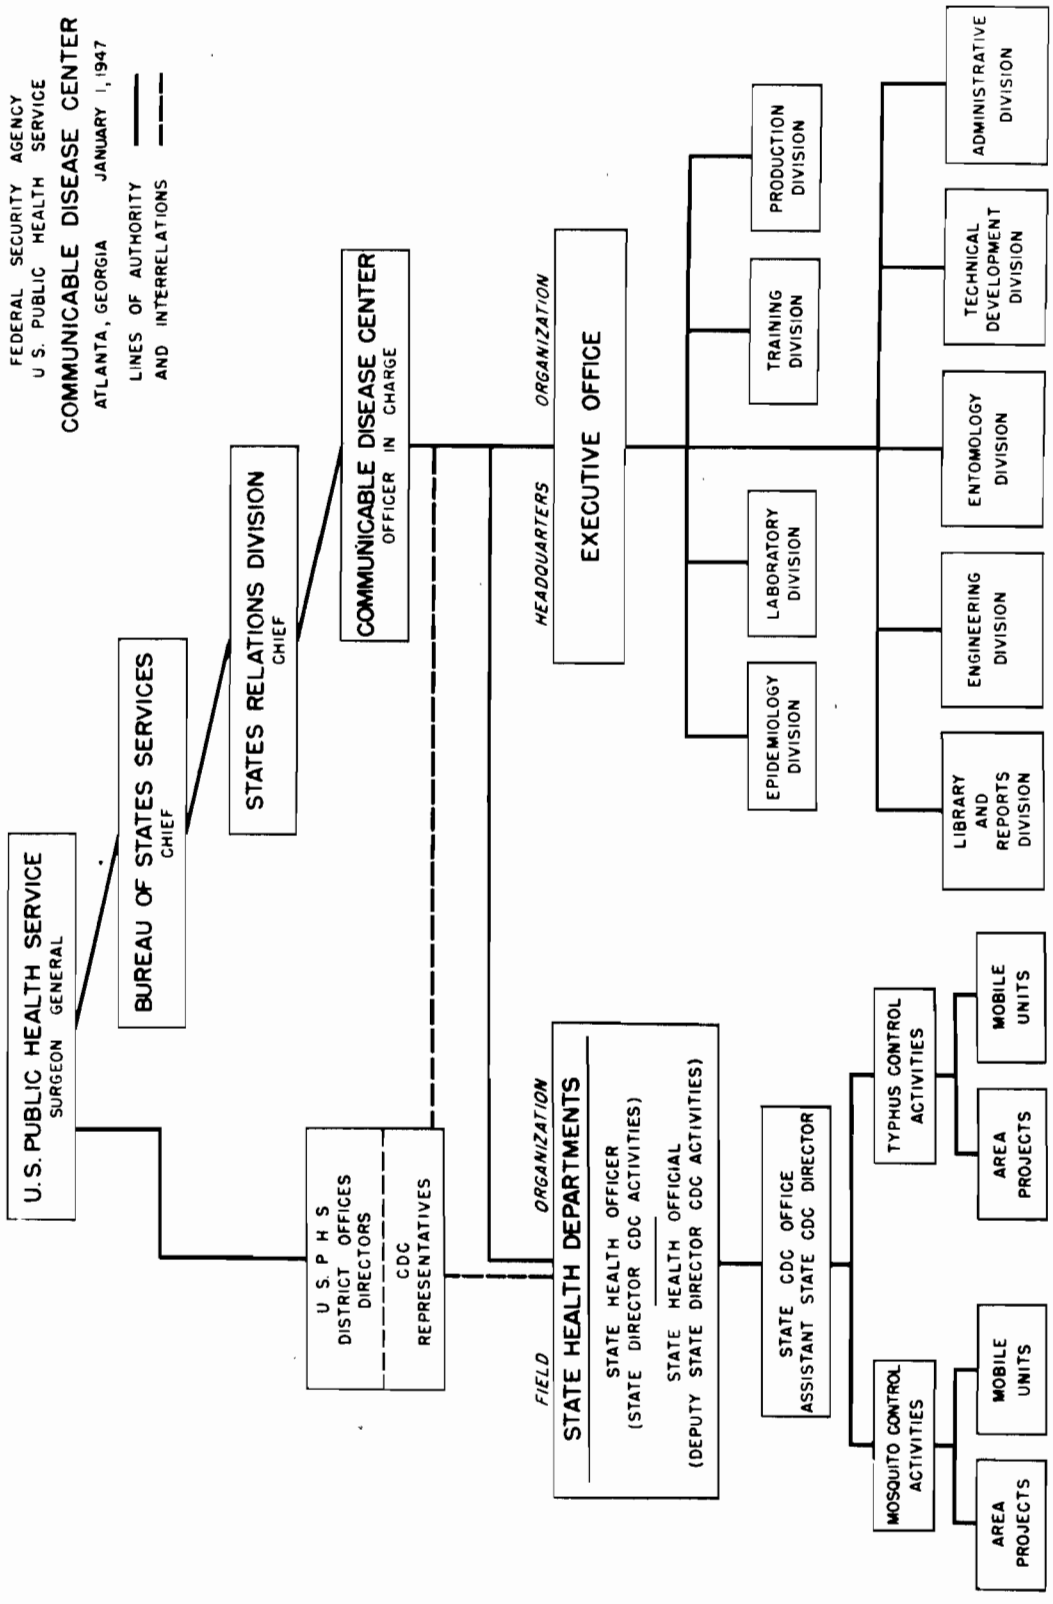 FEDERAL SECURITY AGENCY
U S. PUBLIC HEALTH SERVICE
COMMUNICABLE DISEASE CENTER
ATLANTA, GEORGIA JANUARY 1, 1947
LINES OF AUTHORITY
AND INTERRELATIONS
U. S. PUBLIC HEALTH SERVICE
SURGEON GENERAL
BUREAU OF STATES SERVICES
CHIEF
STATES RELATIONS DIVISION
CHIEF
COMMUNICABLE DISEASE CENTER
OFFICER IN CHARGE
U S. P H S
DISTRICT OFFICES
DIRECTORS
CDC
REPRESENTATIVES
FIELD ORGANIZATION
STATE HEALTH DEPARTMENTS
STATE HEALTH OFFICER
(STATE DIRECTOR CDC ACTIVITIES)
STATE HEALTH OFFICIAL
(DEPUTY STATE DIRECTOR CDC ACTIVITIES)
STATE CDC OFFICE
ASSISTANT STATE CDC DIRECTOR
MOSQUITO CONTROL
ACTIVITIES
AREA
PROJECTS
MOBILE
UNITS
TYPHUS CONTROL
ACTIVITIES
AREA
PROJECTS
MOBILE
UNITS
HEADQUARTERS ORGANIZATION
EXECUTIVE OFFICE
EPIDEMIOLOGY
DIVISION
LABORATORY
DIVISION
TRAINING
DIVISION
PRODUCTION
DIVISION
LIBRARY
AND
REPORTS
DIVISION
ENGINEERING
DIVISION
ENTOMOLOGY
DIVISION
TECHNICAL
DEVELOPMENT
DIVISION
ADMINISTRATIVE
DIVISION